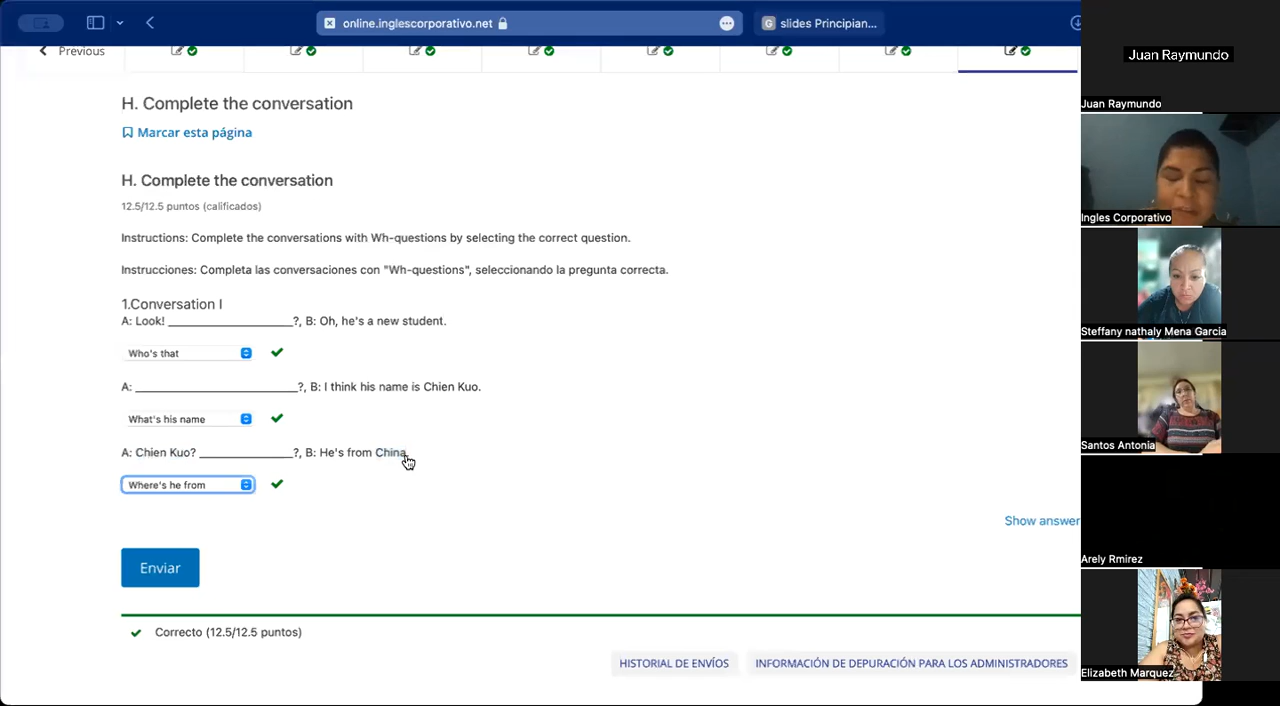 online.inglescorporativo.net
slides Principian...
G
Previous
H. Complete the conversation
Marcar esta página
H. Complete the conversation
12.5/12.5 puntos (calificados)
Instructions: Complete the conversations with Wh-questions by selecting the correct question.
Instrucciones: Completa las conversaciones con "Wh-questions", seleccionando la pregunta correcta.
1.Conversation I
A: Look! ____________________?, B: Oh, he's a new student.
Who's that
A: __________________________?, B: I think his name is Chien Kuo.
What's his name
A: Chien Kuo? _______________?, B: He's from China.
Where's he from
Show answer
Enviar
Correcto (12.5/12.5 puntos)
HISTORIAL DE ENVÍOS
INFORMACIÓN DE DEPURACIÓN PARA LOS ADMINISTRADORES
Juan Raymundo
Juan Raymundo
Ingles Corporativo
Steffany nathaly Mena Garcia
Santos Antonia
Arely Rmirez
Elizabeth Marquez